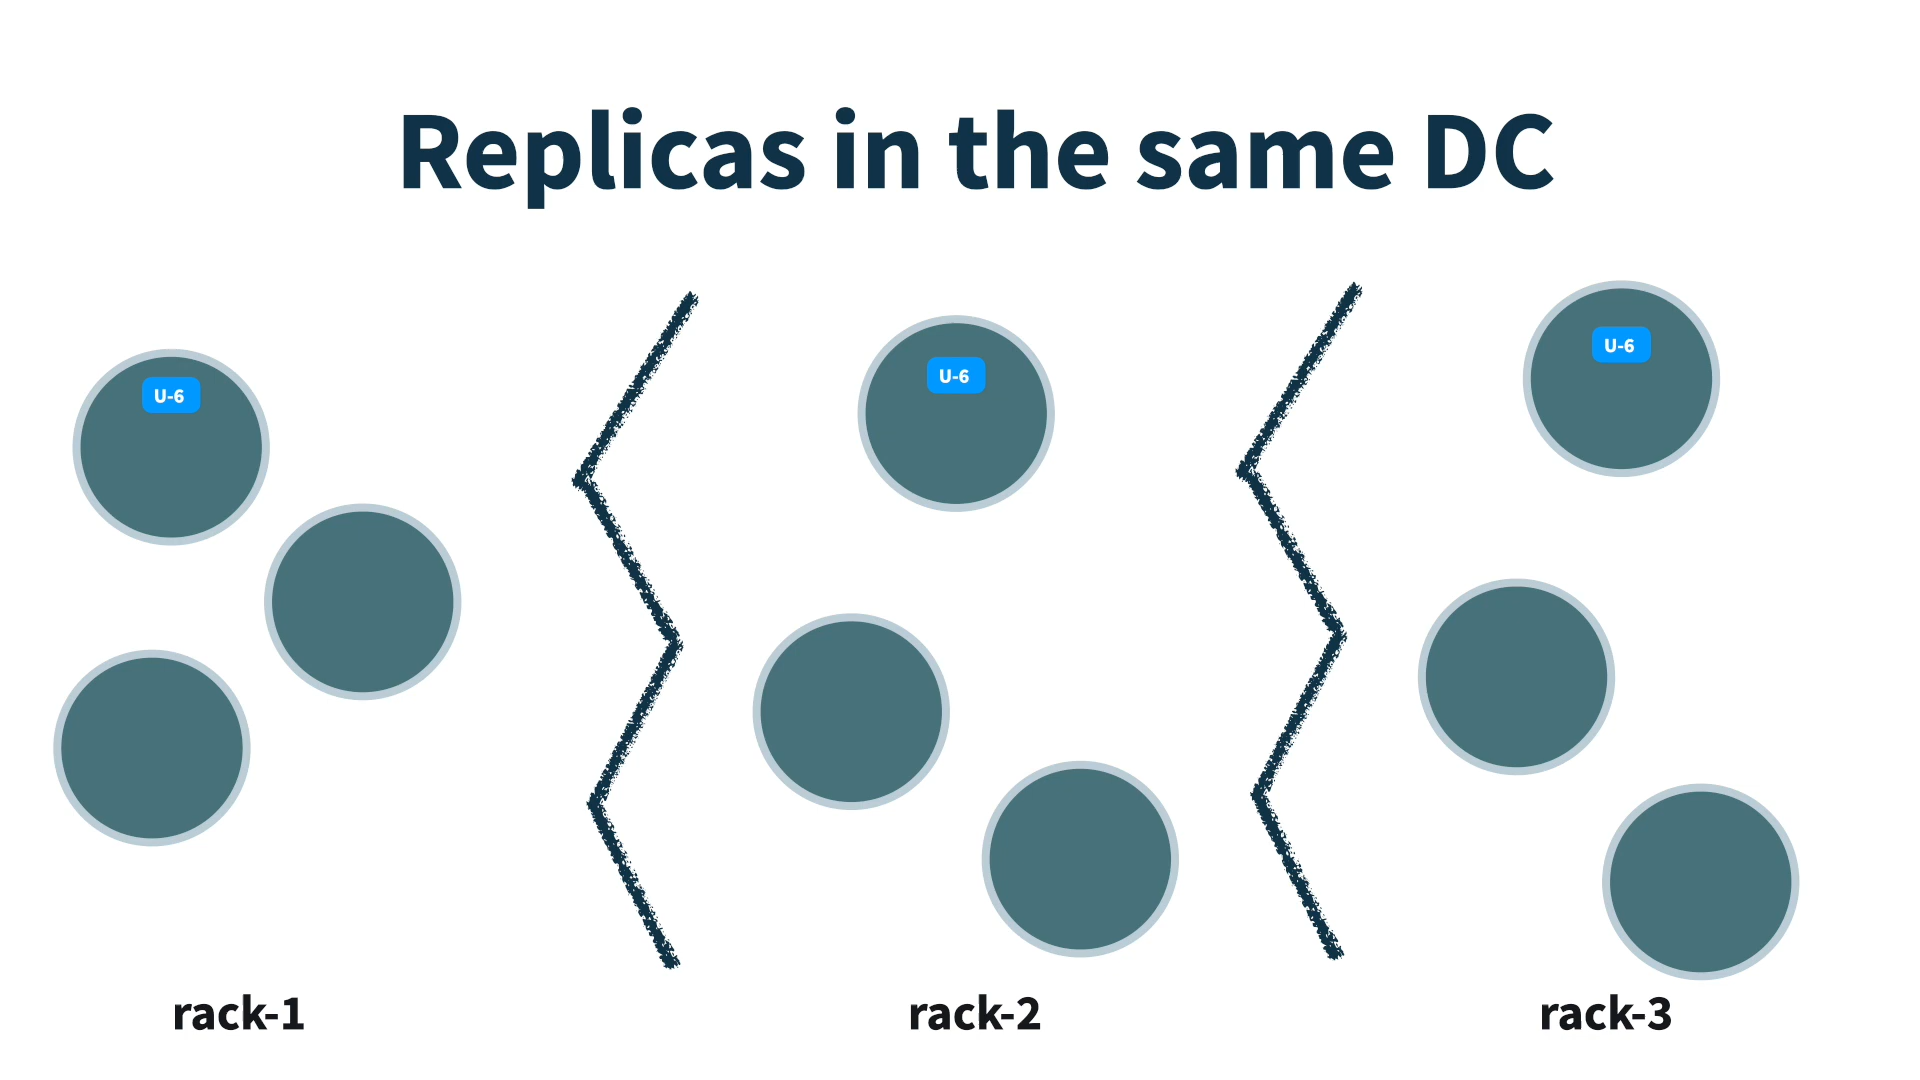 Replicas in the same DC
U-6
U-6
U-6
rack-1
rack-2
rack-3